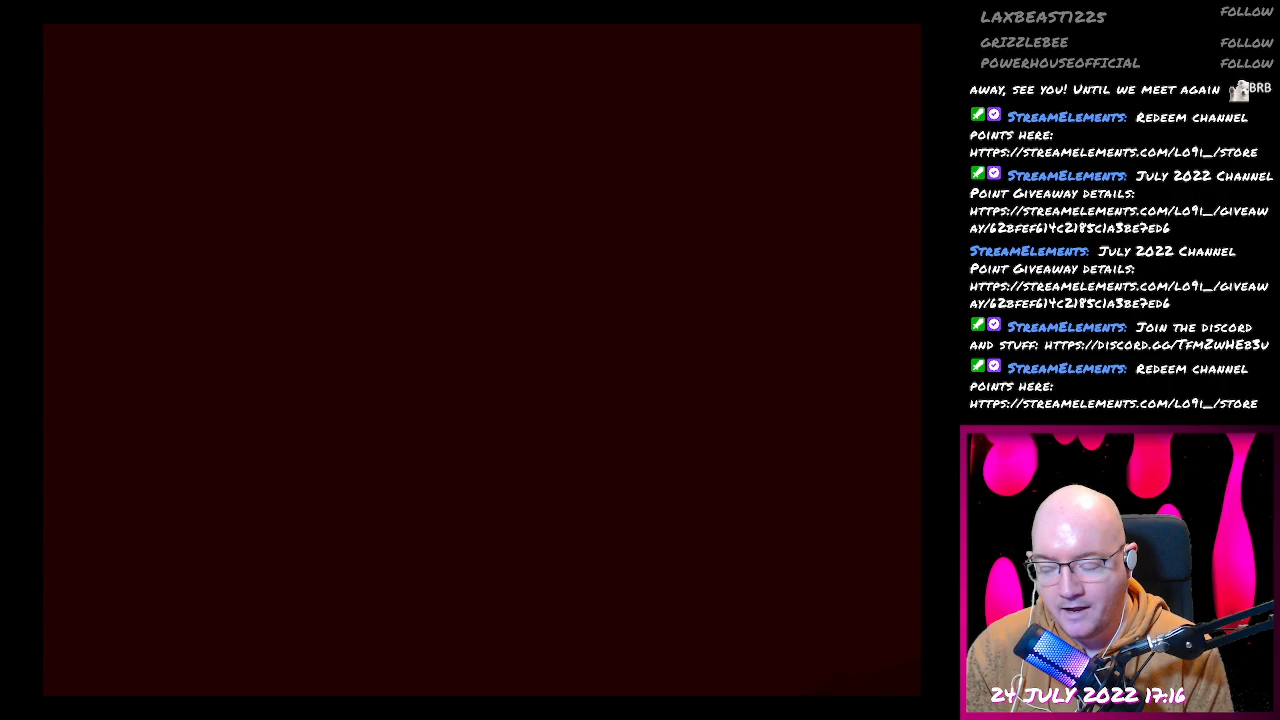 LAXBEAST1225 FOLLOW
GRIZZLEBEE FOLLOW
POWERHOUSEOFFICIAL FOLLOW
AWAY, SEE YOU! UNTIL WE MEET AGAIN BRB
STREAMELEMENTS: REDEEM CHANNEL
POINTS HERE:
HTTPS://STREAMELEMENTS.COM/LO9I_/STORE
STREAMELEMENTS: JULY 2022 CHANNEL
POINT GIVEAWAY DETAILS:
HTTPS://STREAMELEMENTS.COM/LO9I_/GIVEAW
AY/62BFEF614C2185C1A3BE7ED6
STREAMELEMENTS: JULY 2022 CHANNEL
POINT GIVEAWAY DETAILS:
HTTPS://STREAMELEMENTS.COM/LO9I_/GIVEAW
AY/62BFEF614C2185C1A3BE7ED6
STREAMELEMENTS: JOIN THE DISCORD
AND STUFF: HTTPS://DISCORD.GG/TFMZWHE83U
STREAMELEMENTS: REDEEM CHANNEL
POINTS HERE:
HTTPS://STREAMELEMENTS.COM/LO9I_/STORE
24 JULY 2022 17:16